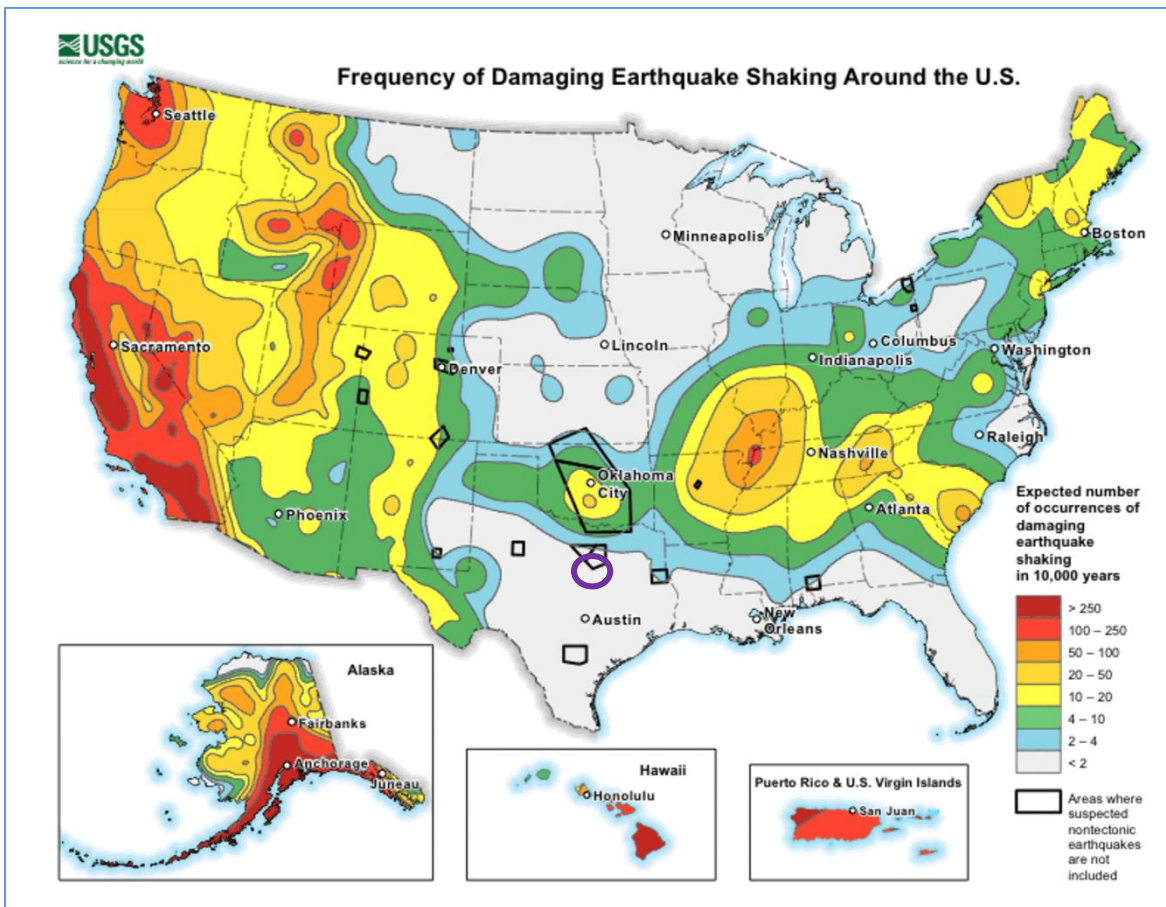 USGS
science for a changing world
Frequency of Damaging Earthquake Shaking Around the U.S.
Seattle
Minneapolis
Boston
Sacramento
Lincoln
Columbus
Washington
Indianapolis
Denver
Raleigh
Nashville
Oklahoma
City
Phoenix
Atlanta
Austin
New
Orleans
Expected number
of occurrences of
damaging
earthquake
shaking
in 10,000 years
> 250
100 – 250
50 – 100
20 – 50
10 – 20
4 – 10
2 – 4
< 2
Areas where
suspected
nontectonic
earthquakes
are not
included
Alaska
Fairbanks
Anchorage
Juneau
Hawaii
Honolulu
Puerto Rico & U.S. Virgin Islands
San Juan